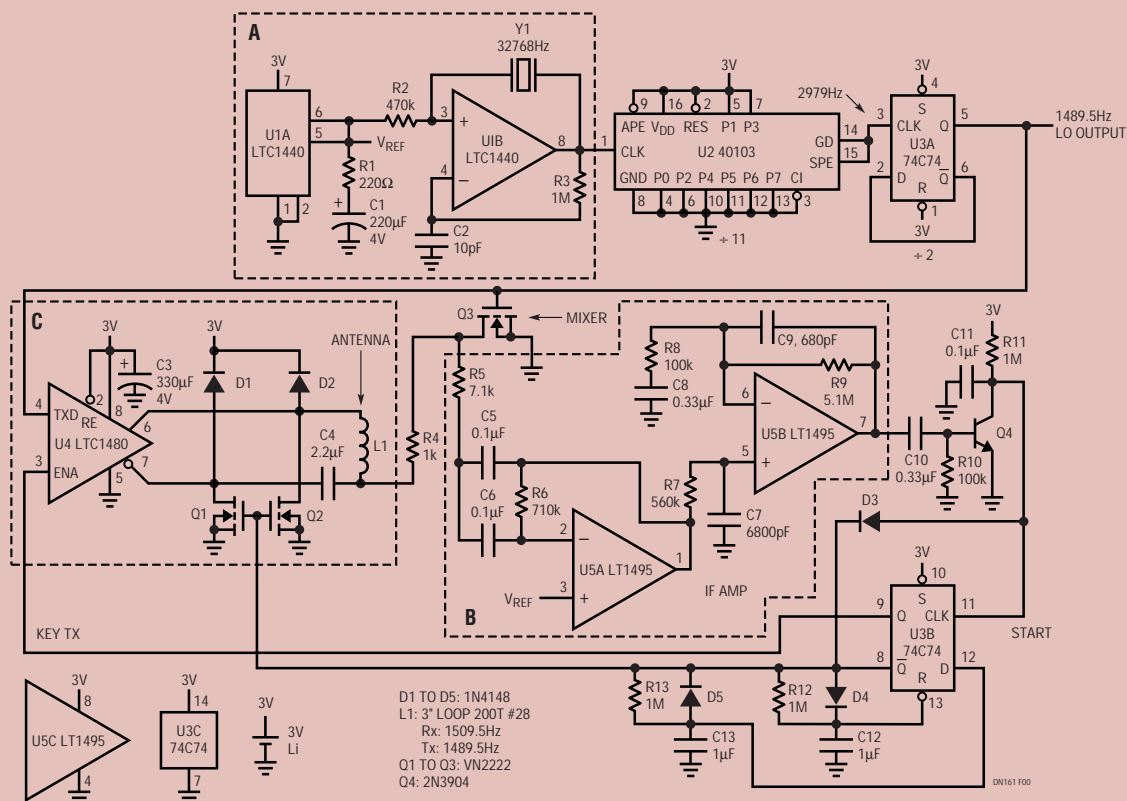 A
3V
7
U1A
LTC1440
6
5
V_REF
1
2
R1
220Ω
+
C1
220µF
4V
R2
470k
Y1
32768Hz
3
+
UIB
LTC1440
4
–
8
R3
1M
C2
10pF
3V
9 16 2 5 7
APE V_DD RES P1 P3
1
CLK
U2 40103
GD
SPE
14
15
GND P0 P2 P4 P5 P6 P7 CI
8 4 6 10 11 12 13 3
÷ 11
2979Hz
3V
4
S
3
CLK
Q
5
U3A
74C74
2
D
Q
6
R
1
3V
÷ 2
1489.5Hz
LO OUTPUT
C
3V
+
C3
330µF
4V
2
8
4
TXD
RE
U4 LTC1480
6
3
ENA
7
5
3V
D1
D2
ANTENNA
C4
2.2µF
L1
Q1
Q2
R4
1k
Q3
MIXER
R5
7.1k
C5
0.1µF
C6
0.1µF
R6
710k
2
–
U5A LT1495
1
3
+
V_REF
B
IF AMP
R8
100k
C8
0.33µF
C9, 680pF
R9
5.1M
6
–
U5B LT1495
7
5
+
R7
560k
C7
6800pF
C10
0.33µF
R10
100k
Q4
3V
C11
0.1µF
R11
1M
D3
3V
10
S
9
Q
CLK
11
U3B
74C74
8
Q
D
12
R
13
START
KEY TX
R13
1M
D5
C13
1µF
R12
1M
D4
C12
1µF
3V
8
U5C LT1495
4
3V
14
U3C
74C74
7
3V
3V
Li
D1 TO D5: 1N4148
L1: 3" LOOP 200T #28
Rx: 1509.5Hz
Tx: 1489.5Hz
Q1 TO Q3: VN2222
Q4: 2N3904
DN161 F00